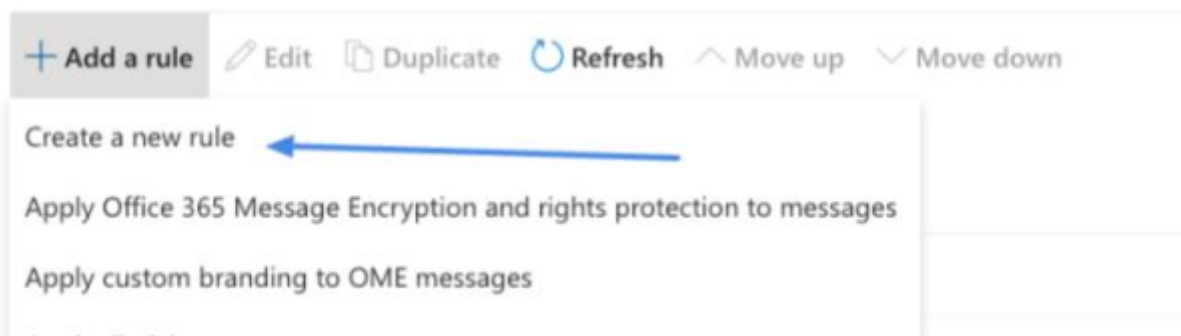 Add a rule Edit Duplicate Refresh Move up Move down
Create a new rule
Apply Office 365 Message Encryption and rights protection to messages
Apply custom branding to OME messages